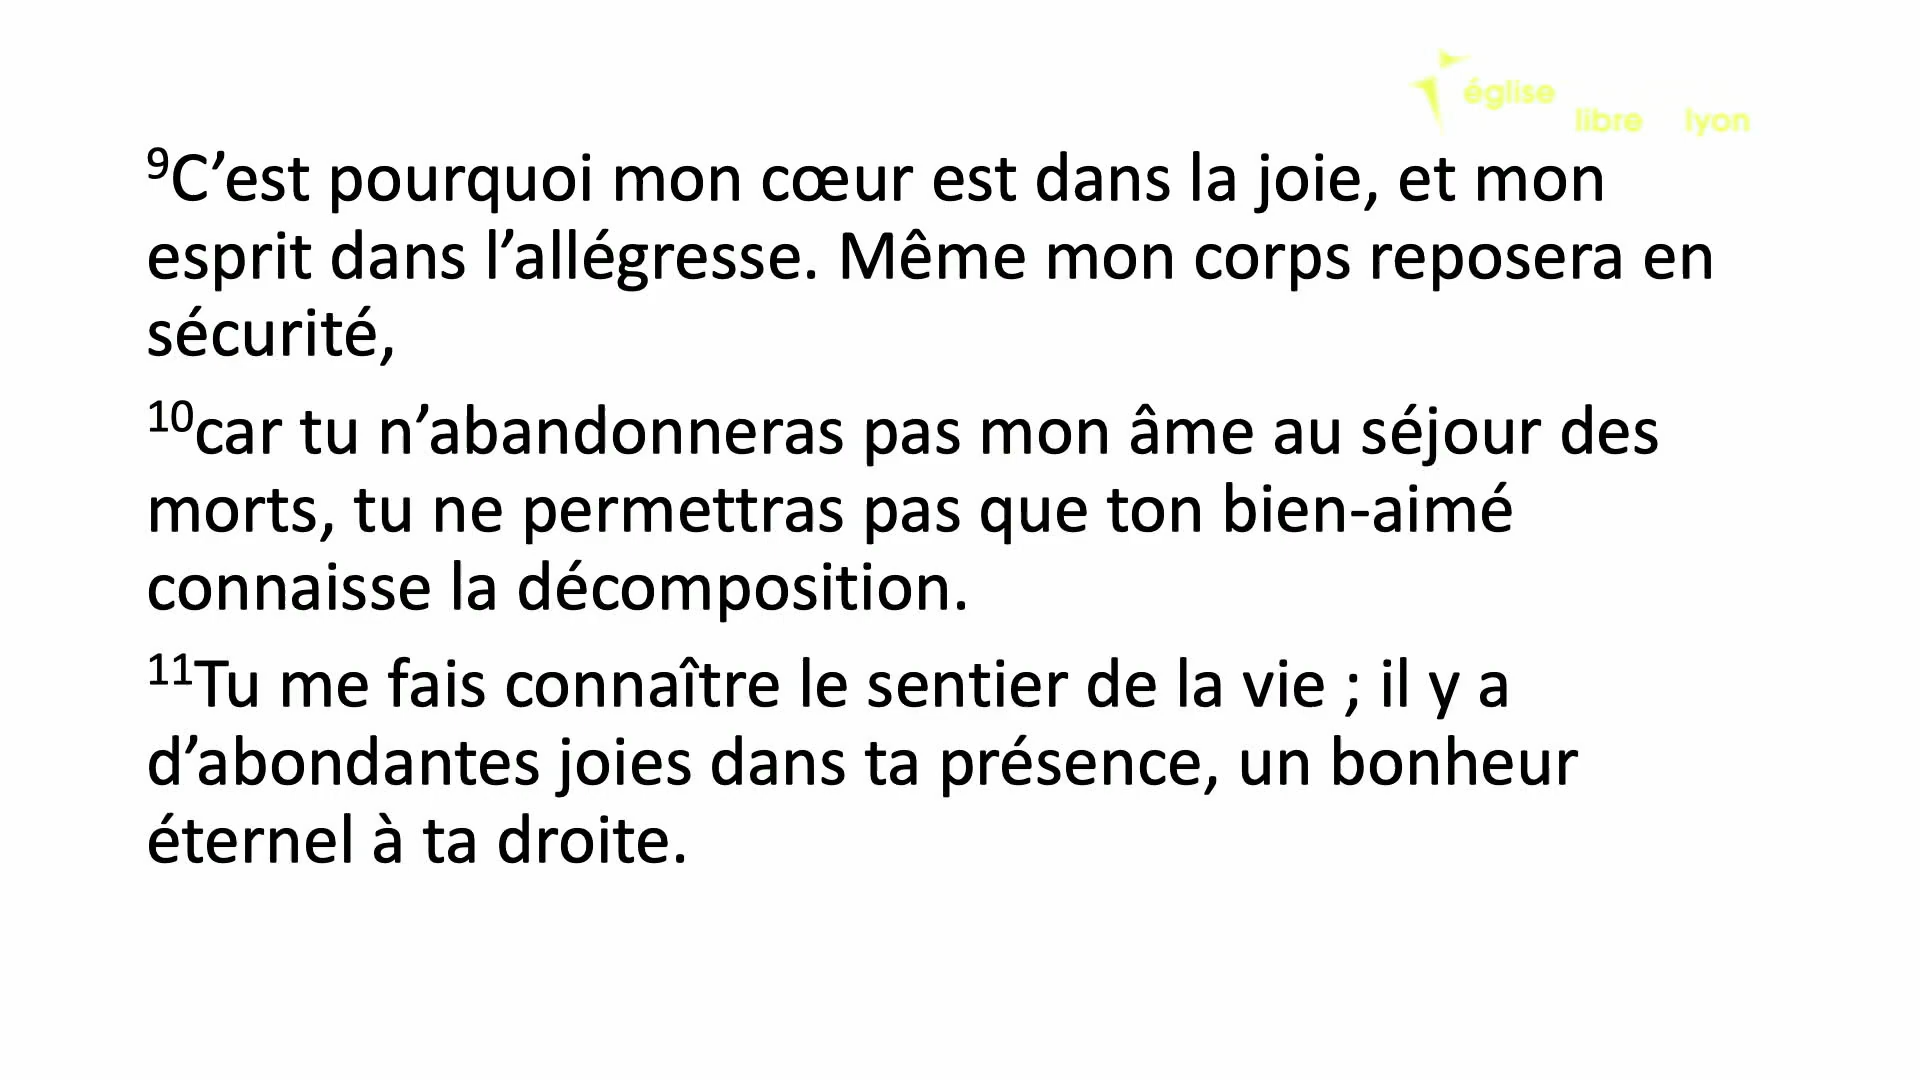 église
libre lyon
⁹C’est pourquoi mon cœur est dans la joie, et mon
esprit dans l’allégresse. Même mon corps reposera en
sécurité,
¹⁰car tu n’abandonneras pas mon âme au séjour des
morts, tu ne permettras pas que ton bien-aimé
connaisse la décomposition.
¹¹Tu me fais connaître le sentier de la vie ; il y a
d’abondantes joies dans ta présence, un bonheur
éternel à ta droite.